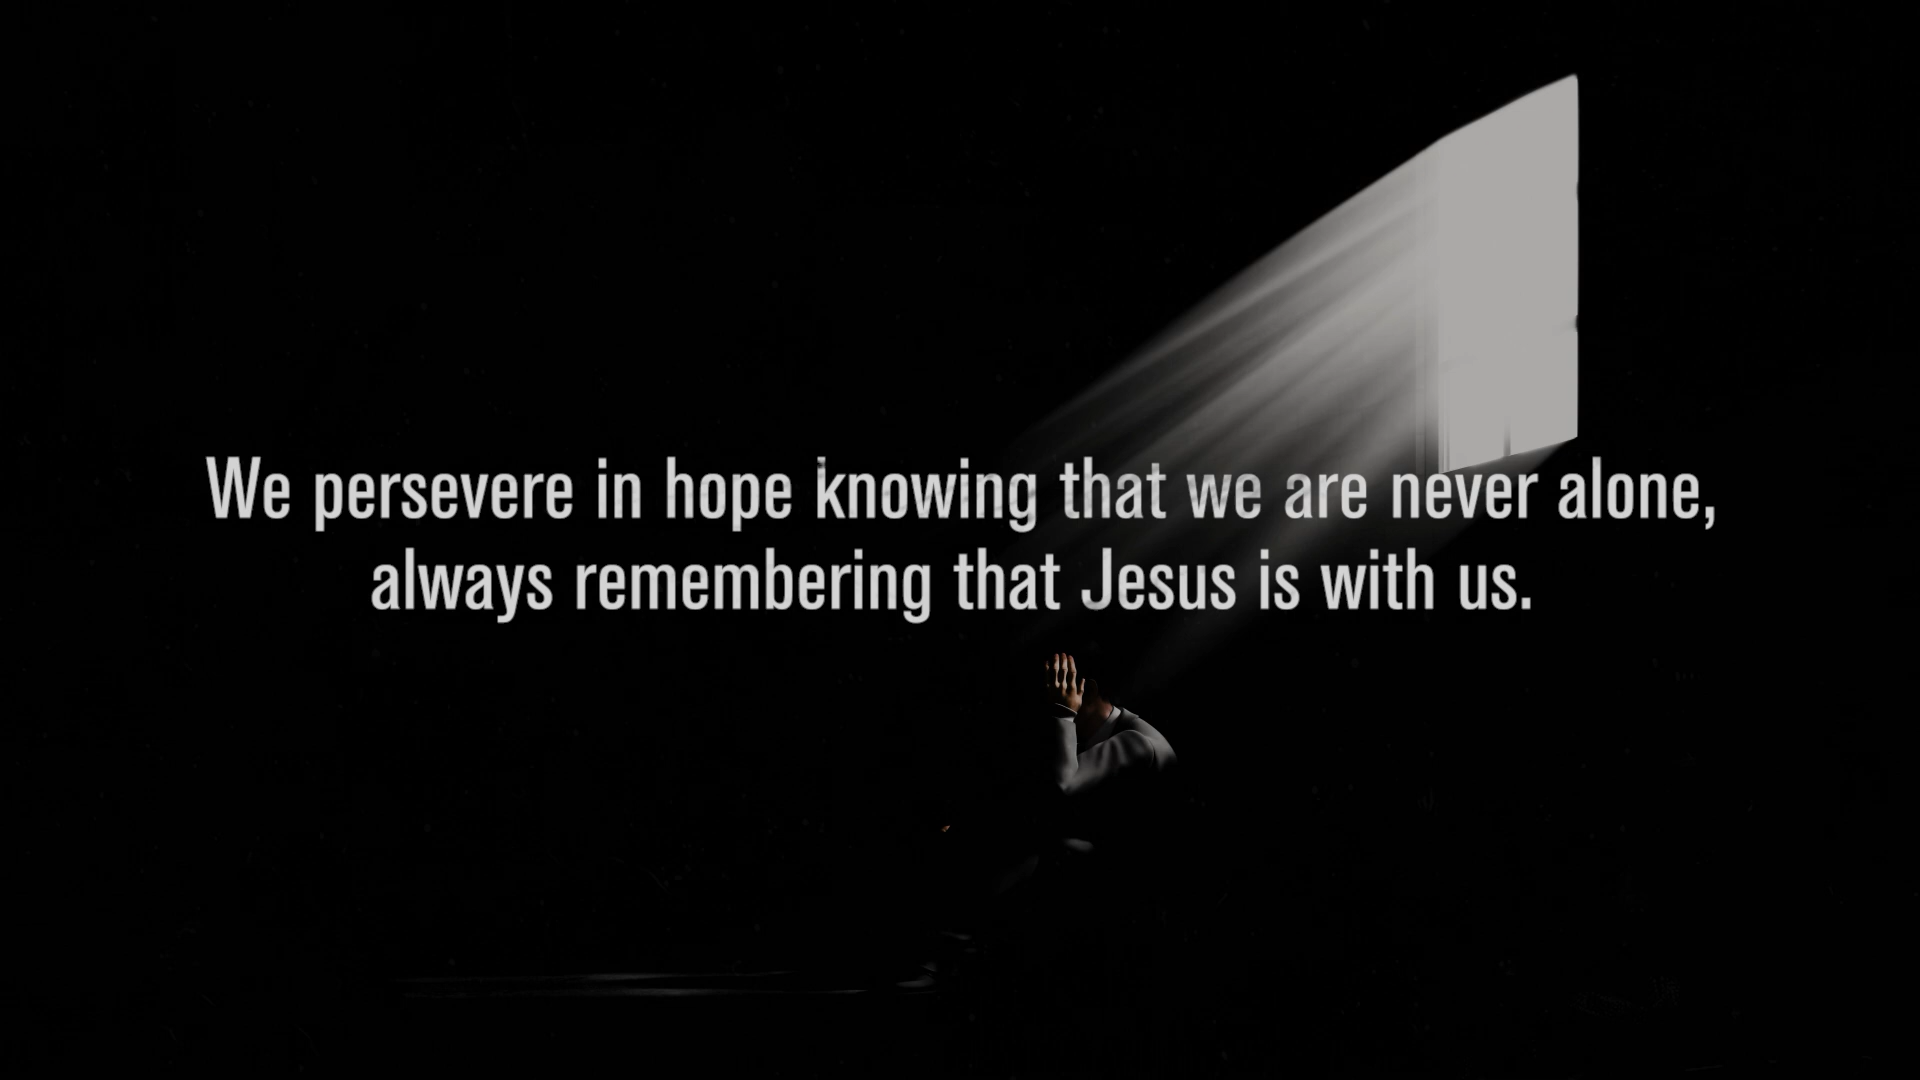 We persevere in hope knowing that we are never alone,
always remembering that Jesus is with us.